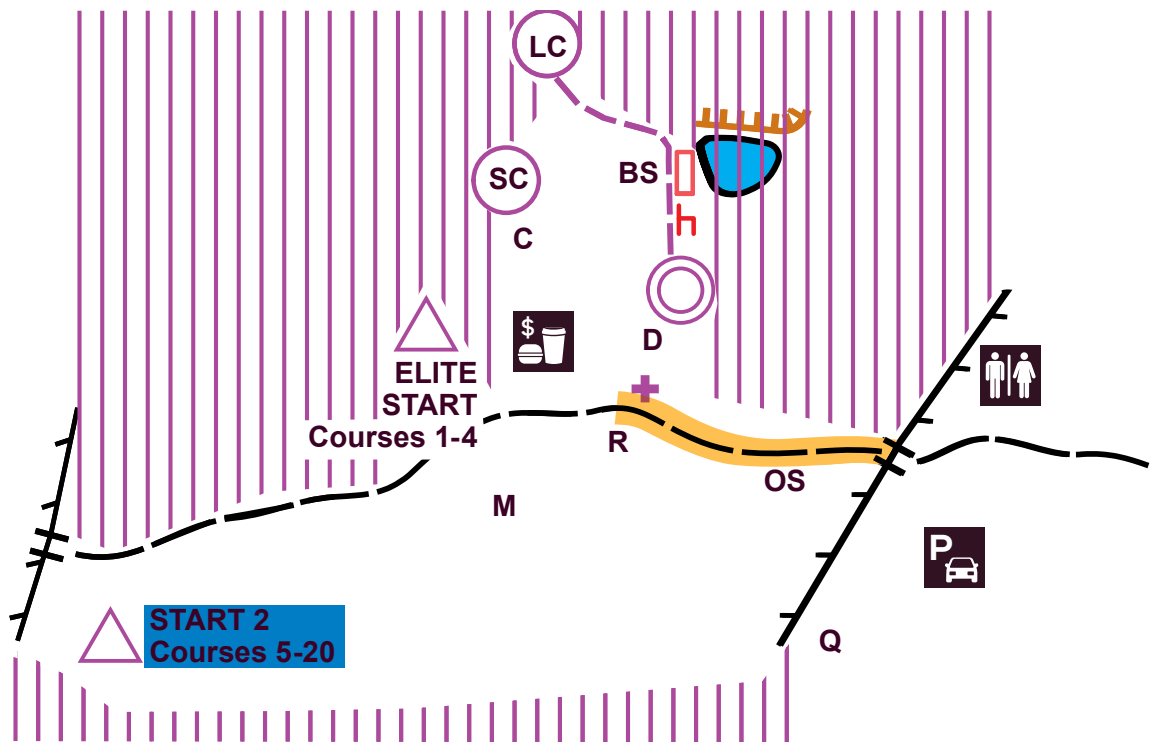 LC
BS
SC
C
$
D
ELITE
START
Courses 1-4
R
OS
M
P
START 2
Courses 5-20
Q